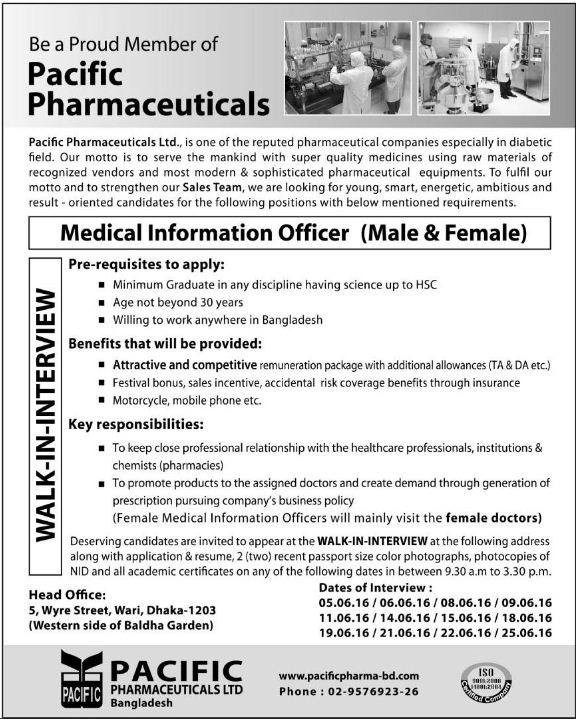 Be a Proud Member of
Pacific
Pharmaceuticals
Pacific Pharmaceuticals Ltd., is one of the reputed pharmaceutical companies especially in diabetic
field. Our motto is to serve the mankind with super quality medicines using raw materials of
recognized vendors and most modern & sophisticated pharmaceutical equipments. To fulfil our
motto and to strengthen our Sales Team, we are looking for young, smart, energetic, ambitious and
result - oriented candidates for the following positions with below mentioned requirements.
Medical Information Officer (Male & Female)
WALK-IN-INTERVIEW
Pre-requisites to apply:
■ Minimum Graduate in any discipline having science up to HSC
■ Age not beyond 30 years
■ Willing to work anywhere in Bangladesh
Benefits that will be provided:
■ Attractive and competitive remuneration package with additional allowances (TA & DA etc.)
■ Festival bonus, sales incentive, accidental risk coverage benefits through insurance
■ Motorcycle, mobile phone etc.
Key responsibilities:
■ To keep close professional relationship with the healthcare professionals, institutions &
chemists (pharmacies)
■ To promote products to the assigned doctors and create demand through generation of
prescription pursuing company's business policy
(Female Medical Information Officers will mainly visit the female doctors)
Deserving candidates are invited to appear at the WALK-IN-INTERVIEW at the following address
along with application & resume, 2 (two) recent passport size color photographs, photocopies of
NID and all academic certificates on any of the following dates in between 9.30 a.m to 3.30 p.m.
Head Office:
5, Wyre Street, Wari, Dhaka-1203
(Western side of Baldha Garden)
Dates of Interview :
05.06.16 / 06.06.16 / 08.06.16 / 09.06.16
11.06.16 / 14.06.16 / 15.06.16 / 18.06.16
19.06.16 / 21.06.16 / 22.06.16 / 25.06.16
PACIFIC
PACIFIC
PHARMACEUTICALS LTD
Bangladesh
www.pacificpharma-bd.com
Phone : 02-9576923-26
ISO
9001:2008
Certified Company